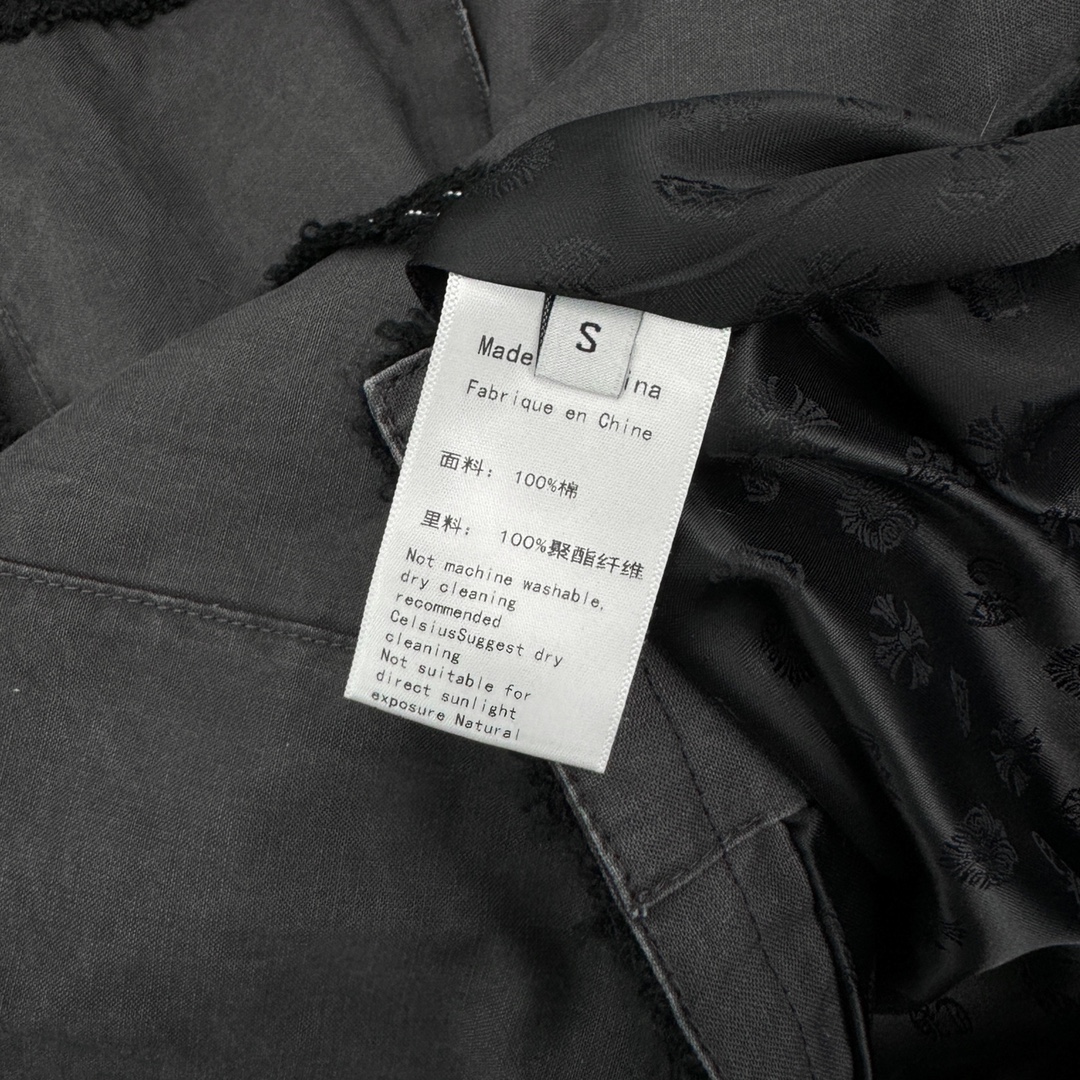 S
Made ina
Fabrique en Chine
面料: 100%棉
里料: 100%聚酯纤维
Not machine washable,
dry cleaning
recommended
CelsiusSuggest dry
cleaning
Not suitable for
direct sunlight
exposure Natural